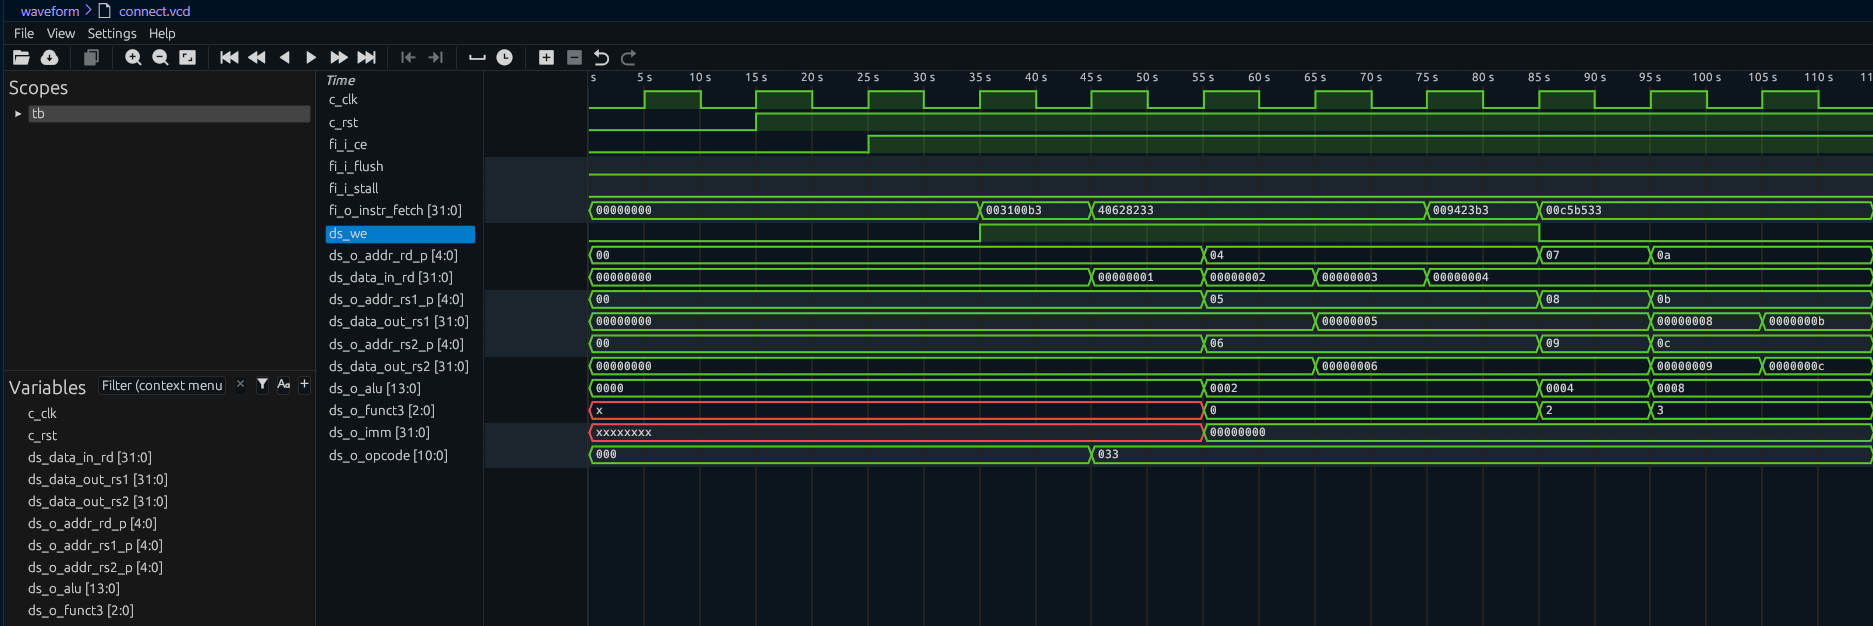 waveform > connect.vcd
File View Settings Help
Scopes
tb
Time
s 5 s 10 s 15 s 20 s 25 s 30 s 35 s 40 s 45 s 50 s 55 s 60 s 65 s 70 s 75 s 80 s 85 s 90 s 95 s 100 s 105 s 110 s 11
c_clk
c_rst
fi_i_ce
fi_i_flush
fi_i_stall
fi_o_instr_fetch [31:0] 00000000 003100b3 40628233 009423b3 00c5b533
ds_we
ds_o_addr_rd_p [4:0] 00 04 07 0a
ds_data_in_rd [31:0] 00000000 00000001 00000002 00000003 00000004
ds_o_addr_rs1_p [4:0] 00 05 08 0b
ds_data_out_rs1 [31:0] 00000000 00000005 00000008 0000000b
ds_o_addr_rs2_p [4:0] 00 06 09 0c
ds_data_out_rs2 [31:0] 00000000 00000006 00000009 0000000c
ds_o_alu [13:0] 0000 0002 0004 0008
ds_o_funct3 [2:0] x 0 2 3
ds_o_imm [31:0] xxxxxxxx 00000000
ds_o_opcode [10:0] 000 033
Variables Filter (context menu × Aa +
c_clk
c_rst
ds_data_in_rd [31:0]
ds_data_out_rs1 [31:0]
ds_data_out_rs2 [31:0]
ds_o_addr_rd_p [4:0]
ds_o_addr_rs1_p [4:0]
ds_o_addr_rs2_p [4:0]
ds_o_alu [13:0]
ds_o_funct3 [2:0]